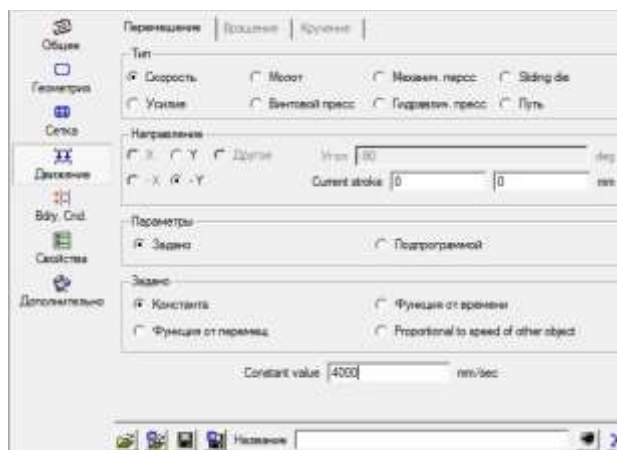 Общее
Геометрия
Сетка
Движение
Bdry. Cnd.
Свойства
Дополнительно
Перемещение Вращение Кручение
Тип
Скорость Молот Механич. персс Sliding die
Усилие Винтовой пресс Гидравлич. пресс Путь
Направление
X Y Другое Угол 90 deg
-X -Y Current stroke 0 0 mm
Параметры
Задано Подпрограммой
Задано
Константа Функция от времени
Функция от перемещ. Proportional to speed of other object
Constant value 4000 mm/sec
Название